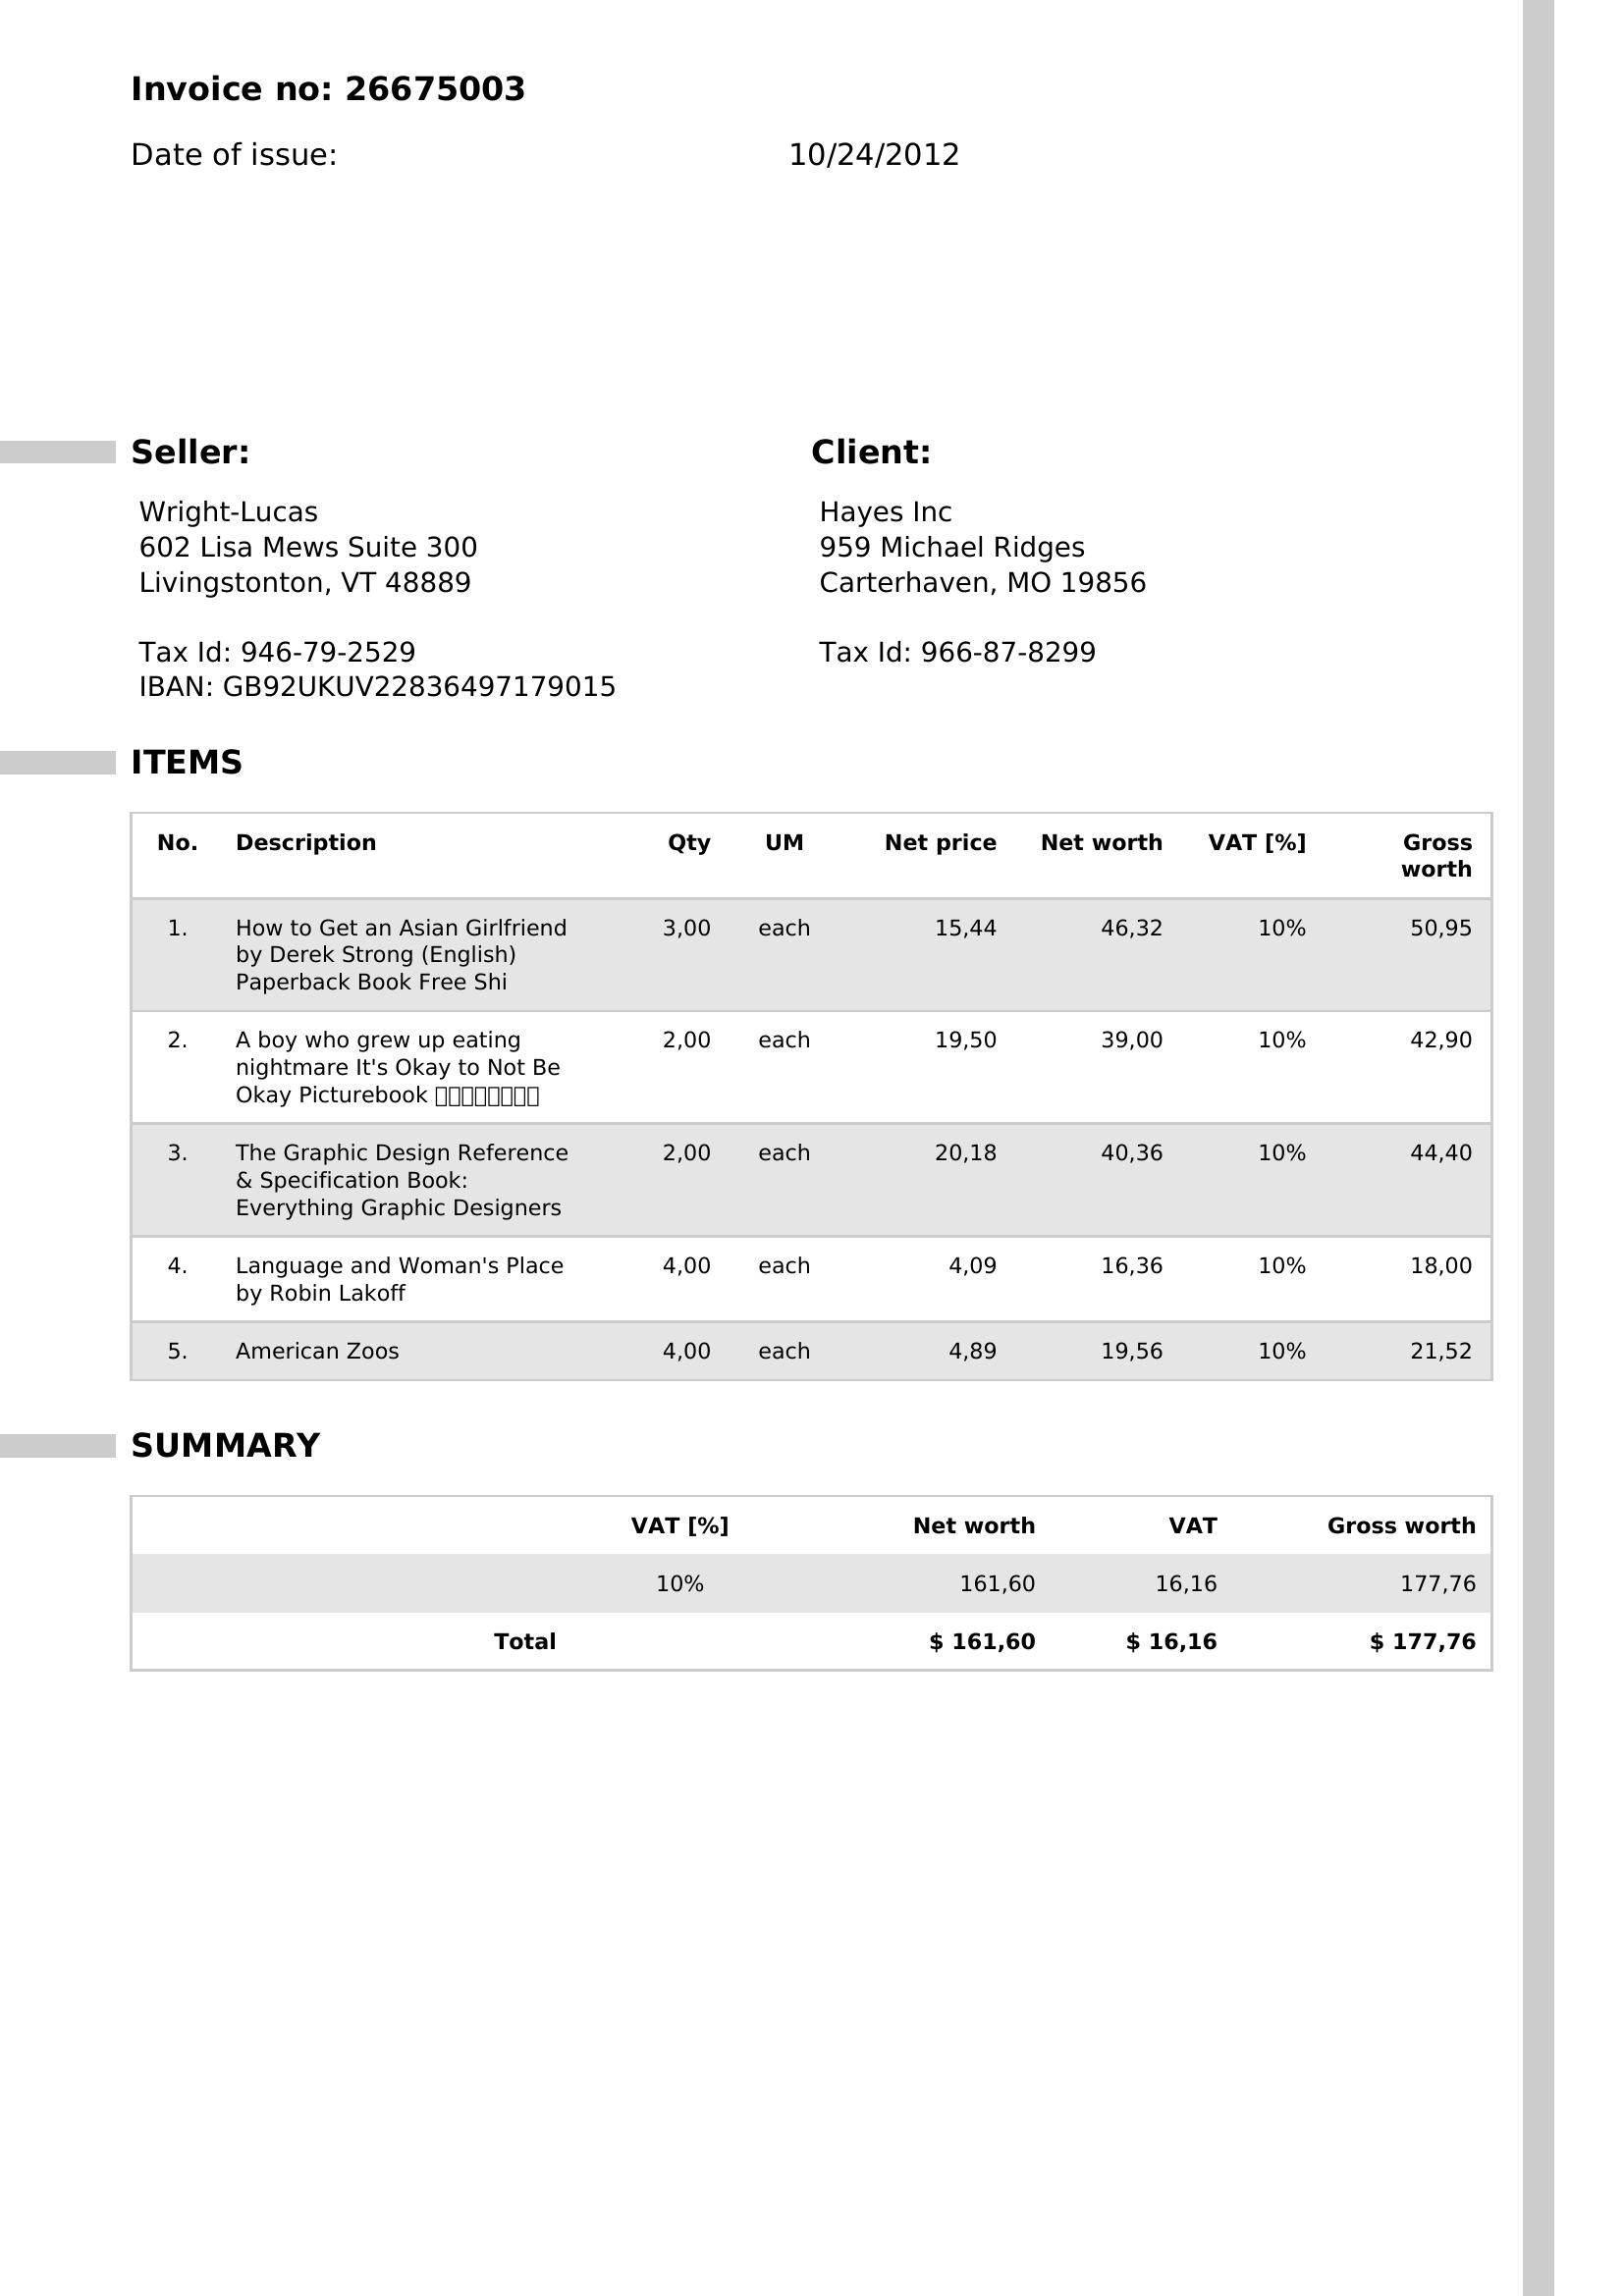 Invoice no: 26675003
Date of issue: 10/24/2012
Seller:
Wright-Lucas
602 Lisa Mews Suite 300
Livingstonton, VT 48889
Tax Id: 946-79-2529
IBAN: GB92UKUV22836497179015
Client:
Hayes Inc
959 Michael Ridges
Carterhaven, MO 19856
Tax Id: 966-87-8299
ITEMS
No. Description Qty UM Net price Net worth VAT [%] Gross
worth
1. How to Get an Asian Girlfriend 3,00 each 15,44 46,32 10% 50,95
by Derek Strong (English)
Paperback Book Free Shi
2. A boy who grew up eating 2,00 each 19,50 39,00 10% 42,90
nightmare It's Okay to Not Be
Okay Picturebook
3. The Graphic Design Reference 2,00 each 20,18 40,36 10% 44,40
& Specification Book:
Everything Graphic Designers
4. Language and Woman's Place 4,00 each 4,09 16,36 10% 18,00
by Robin Lakoff
5. American Zoos 4,00 each 4,89 19,56 10% 21,52
SUMMARY
VAT [%] Net worth VAT Gross worth
10% 161,60 16,16 177,76
Total $ 161,60 $ 16,16 $ 177,76